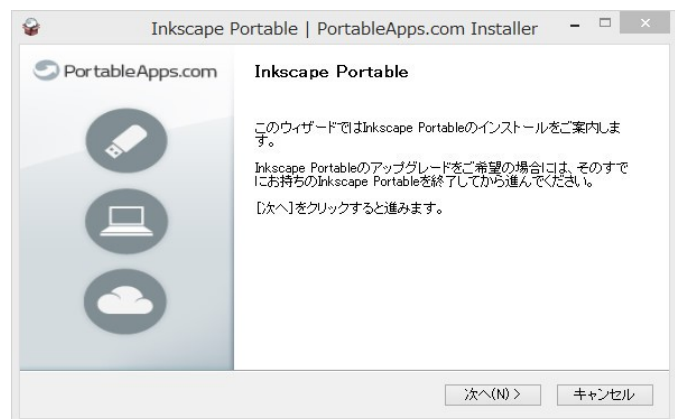 Inkscape Portable | PortableApps.com Installer
PortableApps.com
Inkscape Portable
このウィザードではInkscape Portableのインストールをご案内しま
す。
Inkscape Portableのアップグレードをご希望の場合には、そのすで
にお持ちのInkscape Portableを終了してから進んでください。
[次へ]をクリックすると進みます。
次へ(N) >
キャンセル